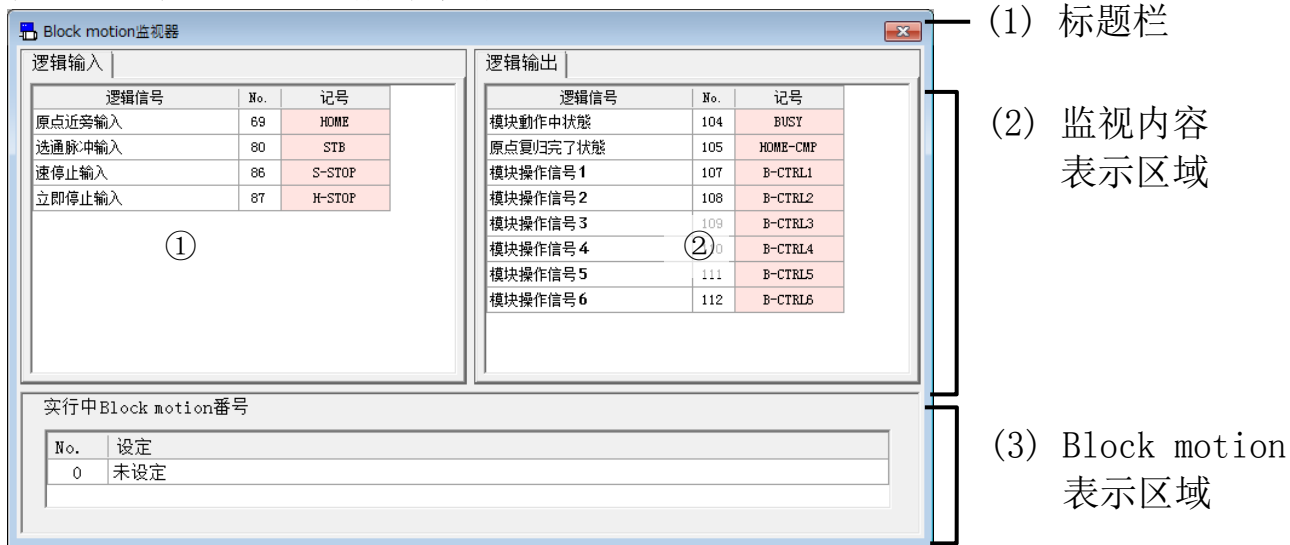 Block motion监视器
(1) 标题栏
逻辑输入
逻辑信号 No. 记号
原点近旁输入 69 HOME
选通脉冲输入 80 STB
速停止输入 86 S-STOP
立即停止输入 87 H-STOP
①
逻辑输出
逻辑信号 No. 记号
模块動作中状態 104 BUSY
原点复归完了状態 105 HOME-CMP
模块操作信号1 107 B-CTRL1
模块操作信号2 108 B-CTRL2
模块操作信号3 109 B-CTRL3
模块操作信号4 B-CTRL4
模块操作信号5 111 B-CTRL5
模块操作信号6 112 B-CTRL6
②
(2) 监视内容
表示区域
实行中Block motion番号
No. 设定
0 未设定
(3) Block motion
表示区域